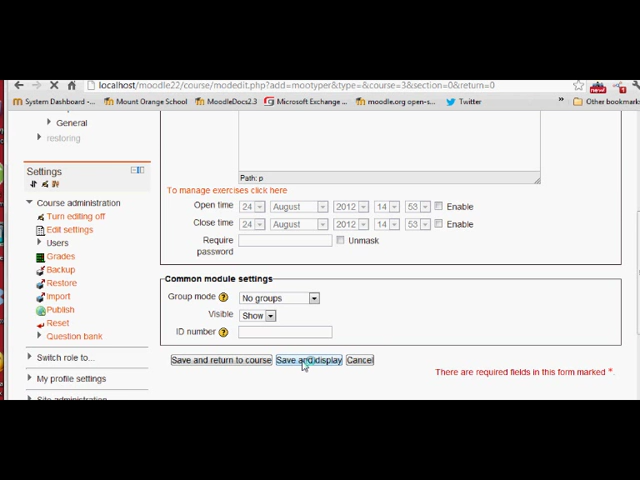 localhost/moodle22/course/modedit.php?add=mootyper&type=&course=3&section=0&return=0
System Dashboard -... Mount Orange School MoodleDocs2.3 Microsoft Exchange ... moodle.org open-s... Twitter » Other bookmarks
new! 1
General
restoring
Path: p
Settings
To manage exercises click here
Course administration
Open time 24 August 2012 14 53 Enable
Turn editing off
Close time 24 August 2012 14 53 Enable
Edit settings
Users
Require password Unmask
Grades
Backup
Restore
Common module settings
Import
Group mode No groups
Publish
Visible Show
Reset
ID number
Question bank
Switch role to...
Save and return to course Save and display Cancel
There are required fields in this form marked *.
My profile settings
Site administration